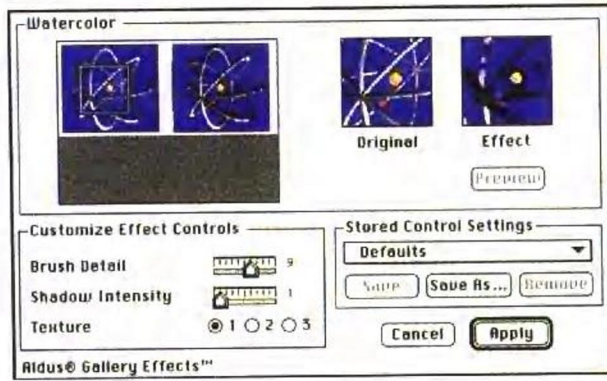 Watercolor
Original
Effect
Preview
Customize Effect Controls
Brush Detail 9
Shadow Intensity 1
Texture 1 2 3
Stored Control Settings
Defaults
Save Save As... Remove
Cancel Apply
Aldus® Gallery Effects™